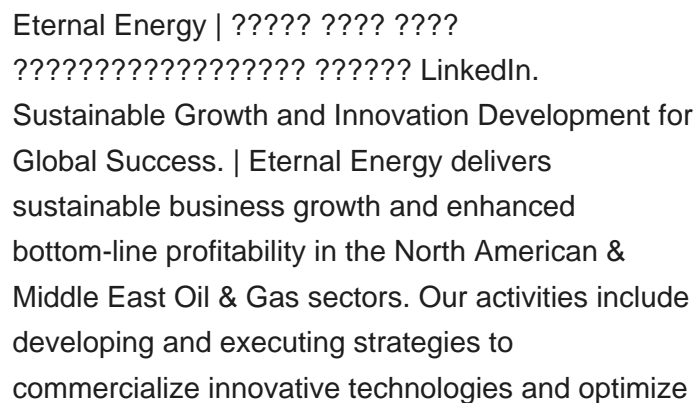 Eternal Energy | ????? ???? ????
?????????????????? ?????? LinkedIn.
Sustainable Growth and Innovation Development for
Global Success. | Eternal Energy delivers
sustainable business growth and enhanced
bottom-line profitability in the North American &
Middle East Oil & Gas sectors. Our activities include
developing and executing strategies to
commercialize innovative technologies and optimize